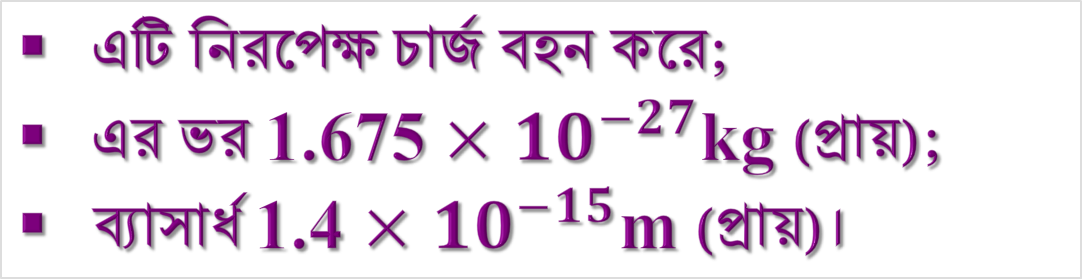 ▪ এটি নিরপেক্ষ চার্জ বহন করে;
▪ এর ভর 1.675 × 10⁻²⁷kg (প্রায়);
▪ ব্যাসার্ধ 1.4 × 10⁻¹⁵m (প্রায়)।